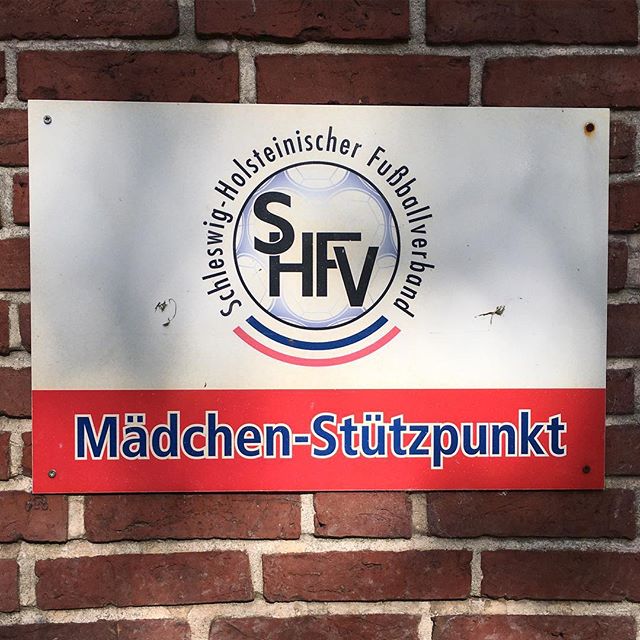 Schleswig-Holsteinischer Fußballverband
SHFV
Mädchen-Stützpunkt